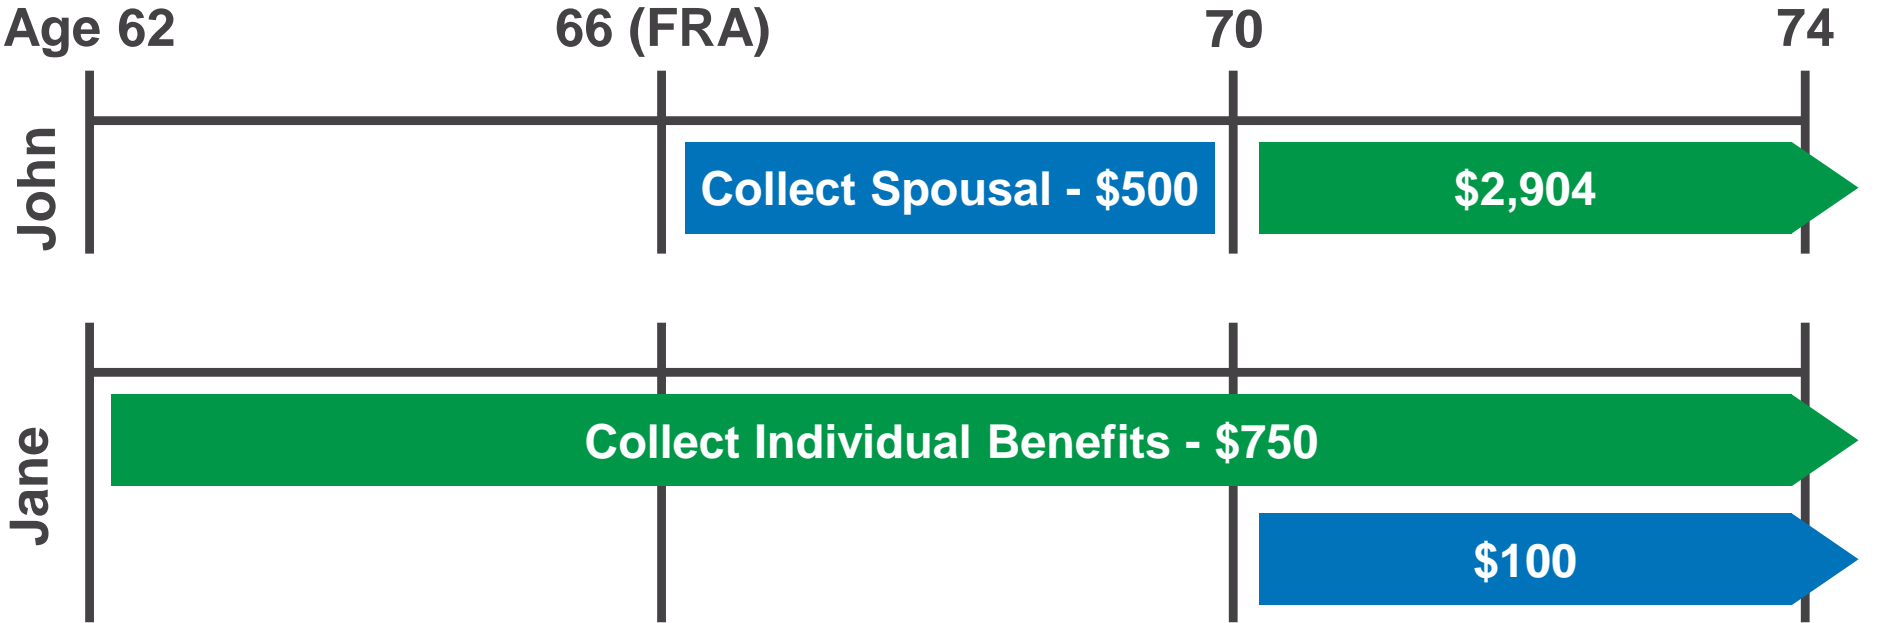 Age 62 66 (FRA) 70 74
John
Collect Spousal - $500 $2,904
Jane
Collect Individual Benefits - $750
$100